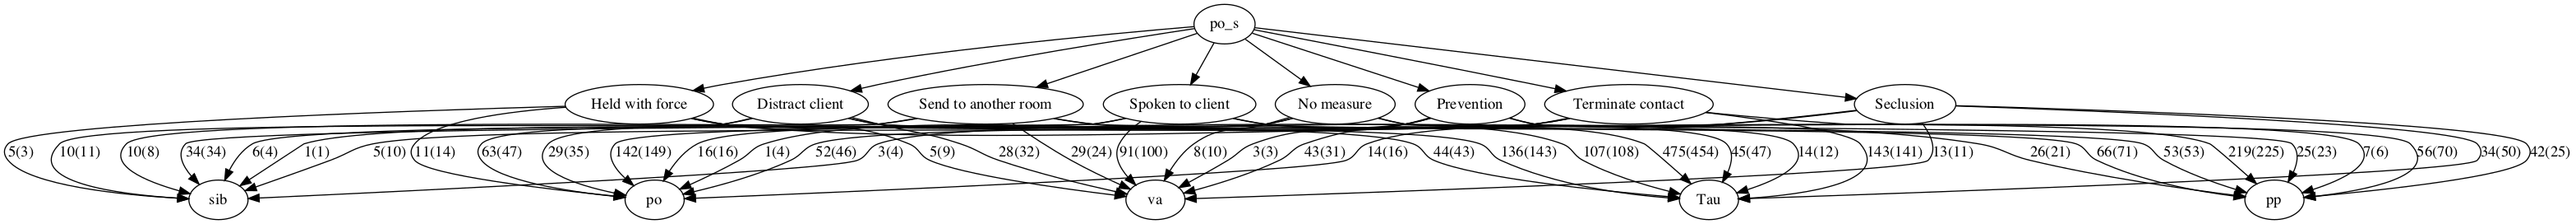 po_s
Held with force Distract client Send to another room Spoken to client No measure Prevention Terminate contact Seclusion
5(3) 10(11) 10(8) 34(34) 6(4) 1(1) 5(10) 11(14) 63(47) 29(35) 142(149) 16(16) 1(4) 52(46) 3(4) 5(9) 28(32) 29(24) 91(100) 8(10) 3(3) 43(31) 14(16) 44(43) 136(143) 107(108) 475(454) 45(47) 14(12) 143(141) 13(11) 26(21) 66(71) 53(53) 219(225) 25(23) 7(6) 56(70) 34(50) 42(25)
sib po va Tau pp